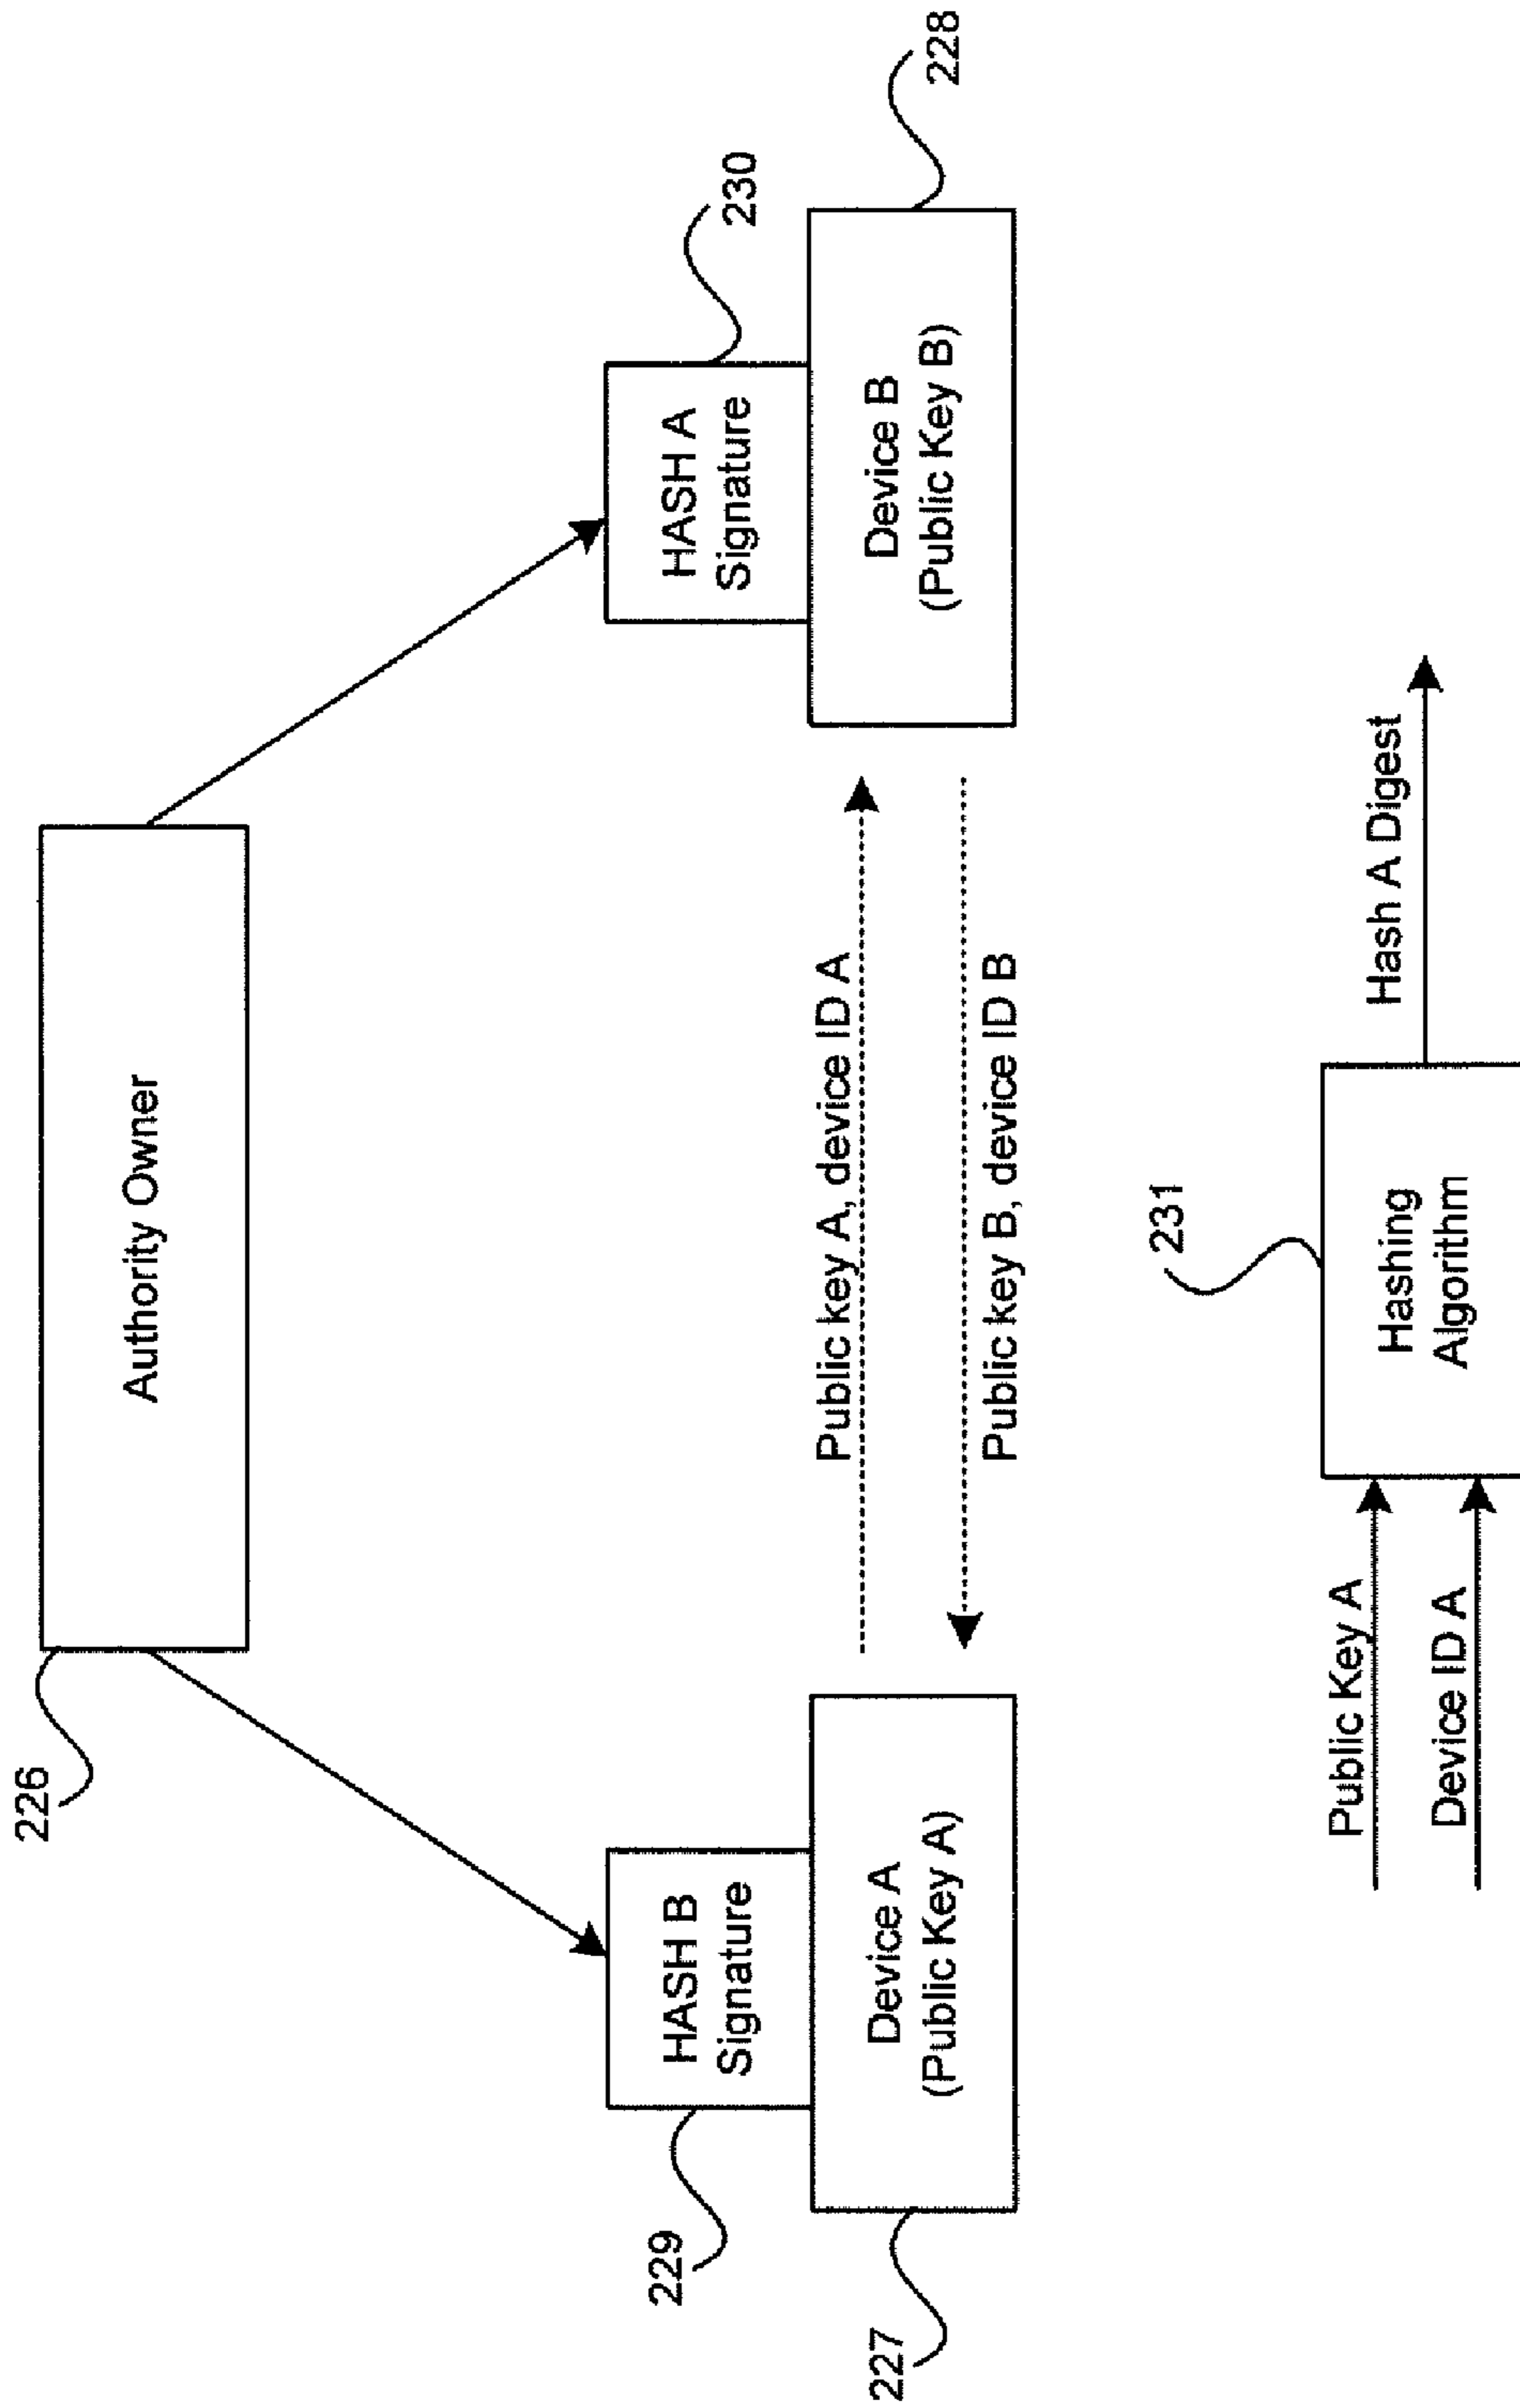 226
Authority Owner
229
HASH B
Signature
HASH A
Signature
230
227
Device A
(Public Key A)
Public key A, device ID A
Public key B, device ID B
Device B
(Public Key B)
228
231
Public Key A
Device ID A
Hashing
Algorithm
Hash A Digest